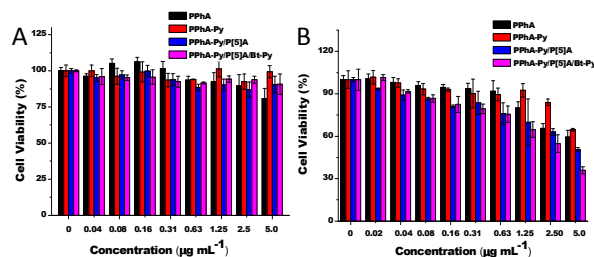 A
PPhA
PPhA-Py
PPhA-Py/P[5]A
PPhA-Py/P[5]A/Bt-Py
Cell Viability (%)
125
100
75
50
25
0
0 0.04 0.08 0.16 0.31 0.63 1.25 2.5 5.0
Concentration (μg mL-1)
B
PPhA
PPhA-Py
PPhA-Py/P[5]A
PPhA-Py/P[5]A/Bt-Py
Cell Viability (%)
120
90
60
30
0
0 0.02 0.04 0.08 0.16 0.31 0.63 1.25 2.50 5.0
Concentration (μg mL-1)